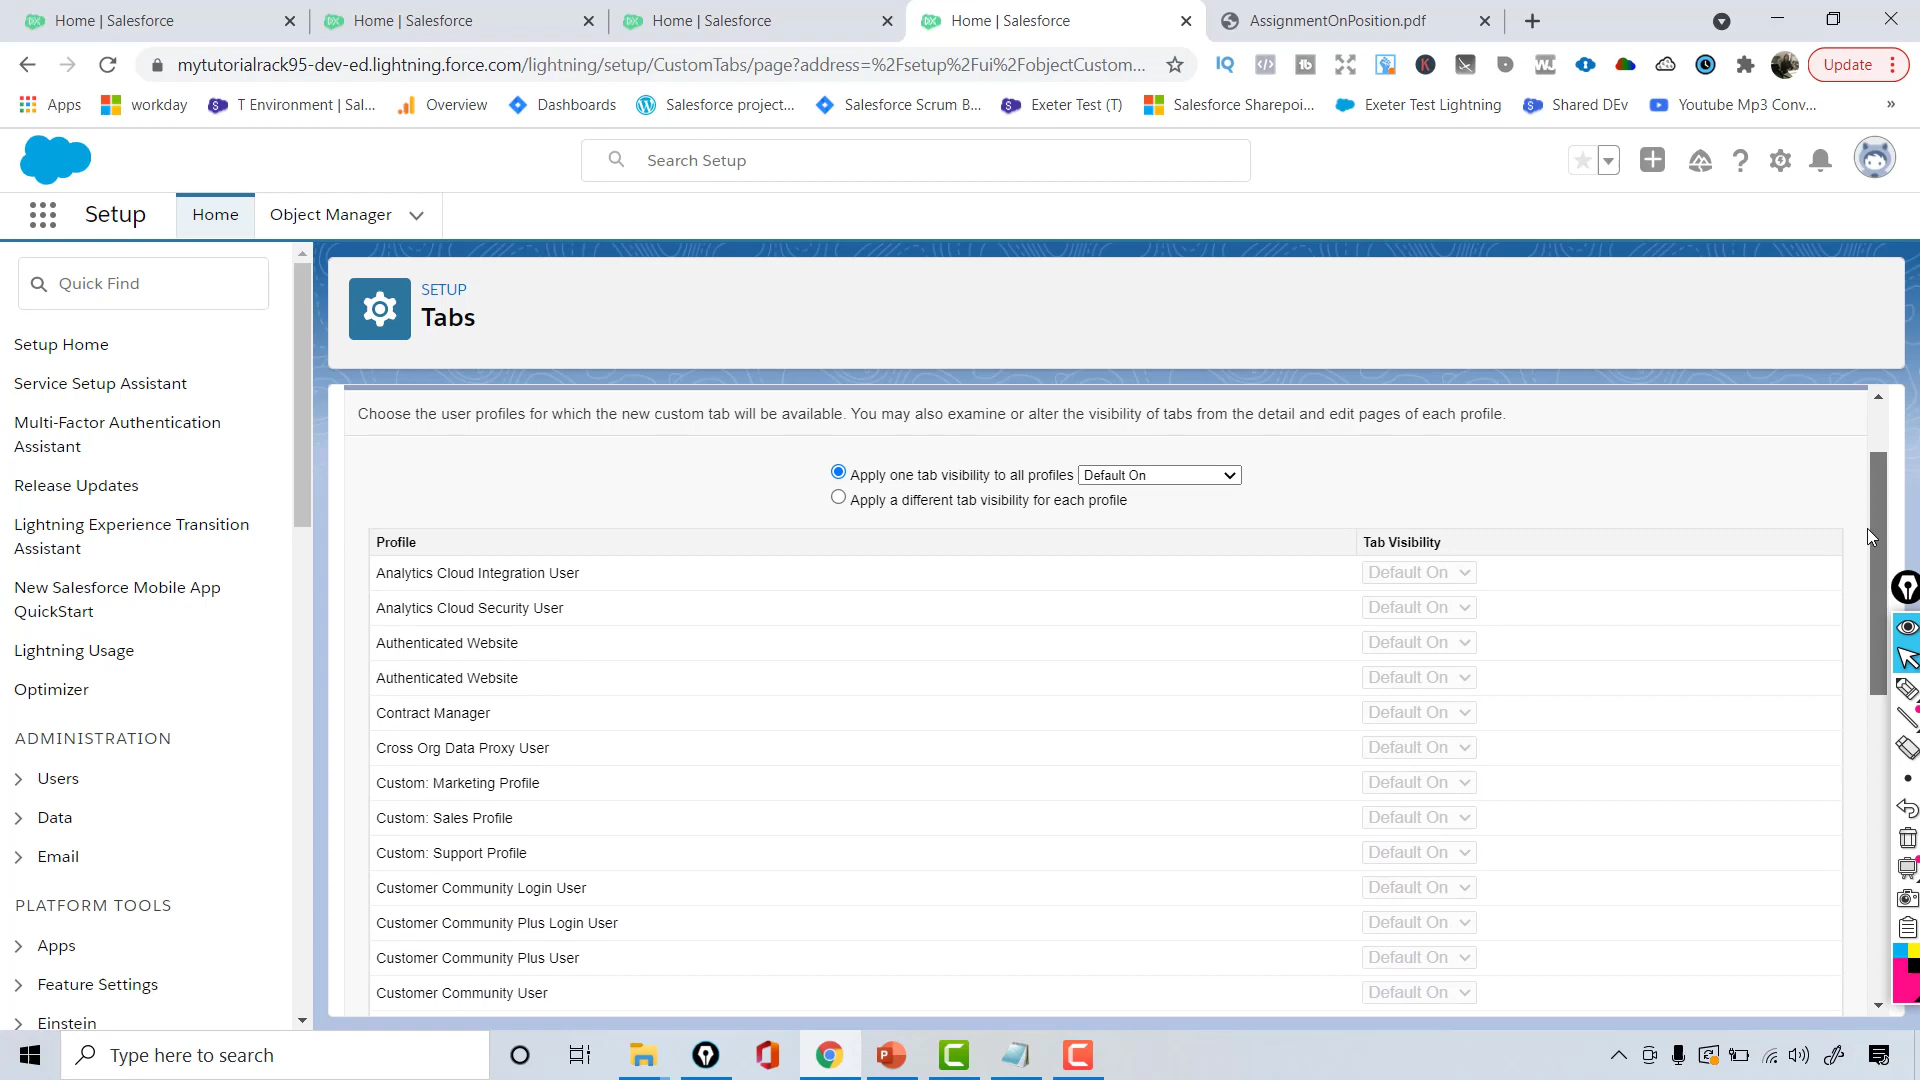 Home | Salesforce
Home | Salesforce
Home | Salesforce
Home | Salesforce
AssignmentOnPosition.pdf
mytutorialrack95-dev-ed.lightning.force.com/lightning/setup/CustomTabs/page?address=%2Fsetup%2Fui%2FobjectCustom...
Update
Apps
workday
T Environment | Sal...
Overview
Dashboards
Salesforce project...
Salesforce Scrum B...
Exeter Test (T)
Salesforce Sharepoi...
Exeter Test Lightning
Shared DEv
Youtube Mp3 Conv...
»
Search Setup
Setup
Home
Object Manager
Quick Find
Setup Home
Service Setup Assistant
Multi-Factor Authentication
Assistant
Release Updates
Lightning Experience Transition
Assistant
New Salesforce Mobile App
QuickStart
Lightning Usage
Optimizer
ADMINISTRATION
Users
Data
Email
PLATFORM TOOLS
Apps
Feature Settings
Einstein
SETUP
Tabs
Choose the user profiles for which the new custom tab will be available. You may also examine or alter the visibility of tabs from the detail and edit pages of each profile.
Apply one tab visibility to all profiles Default On
Apply a different tab visibility for each profile
Profile Tab Visibility
Analytics Cloud Integration User Default On
Analytics Cloud Security User Default On
Authenticated Website Default On
Authenticated Website Default On
Contract Manager Default On
Cross Org Data Proxy User Default On
Custom: Marketing Profile Default On
Custom: Sales Profile Default On
Custom: Support Profile Default On
Customer Community Login User Default On
Customer Community Plus Login User Default On
Customer Community Plus User Default On
Customer Community User Default On
Type here to search